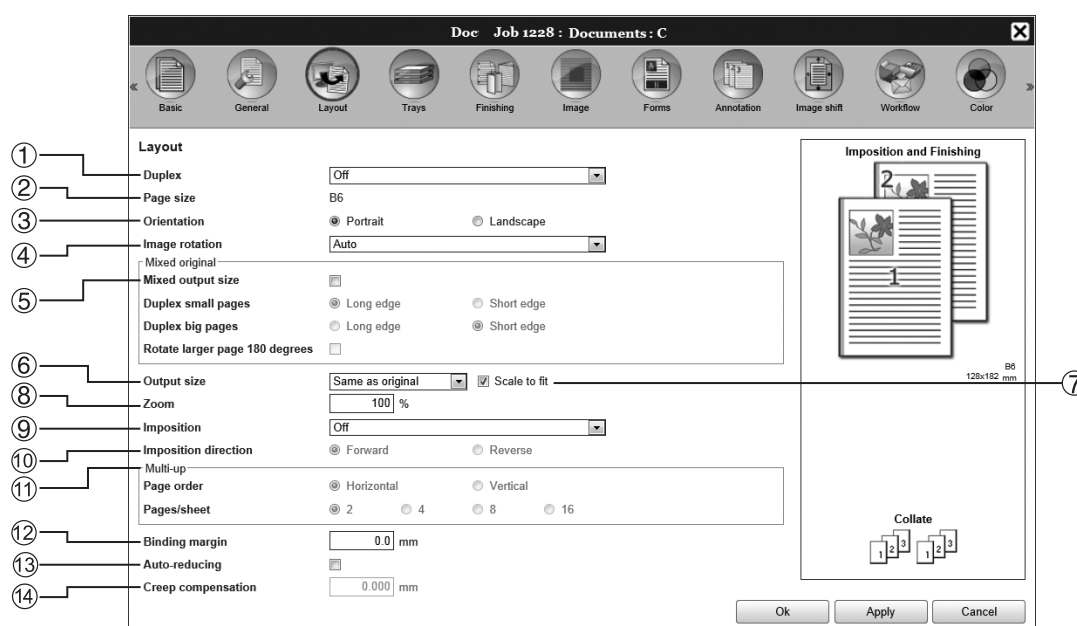 Doc Job 1228 : Documents : C
Basic General Layout Trays Finishing Image Forms Annotation Image shift Workflow Color
Layout
Imposition and Finishing
① Duplex Off
② Page size B6
③ Orientation Portrait Landscape
④ Image rotation Auto
Mixed original
⑤ Mixed output size
Duplex small pages Long edge Short edge
Duplex big pages Long edge Short edge
Rotate larger page 180 degrees
⑥ Output size Same as original Scale to fit ⑦
⑧ Zoom 100 %
⑨ Imposition Off
⑩ Imposition direction Forward Reverse
⑪ Multi-up
Page order Horizontal Vertical
Pages/sheet 2 4 8 16
⑫ Binding margin 0.0 mm
⑬ Auto-reducing
⑭ Creep compensation 0.000 mm
2
1
B6
128x182 mm
Collate
1 2 3 1 2 3
Ok Apply Cancel